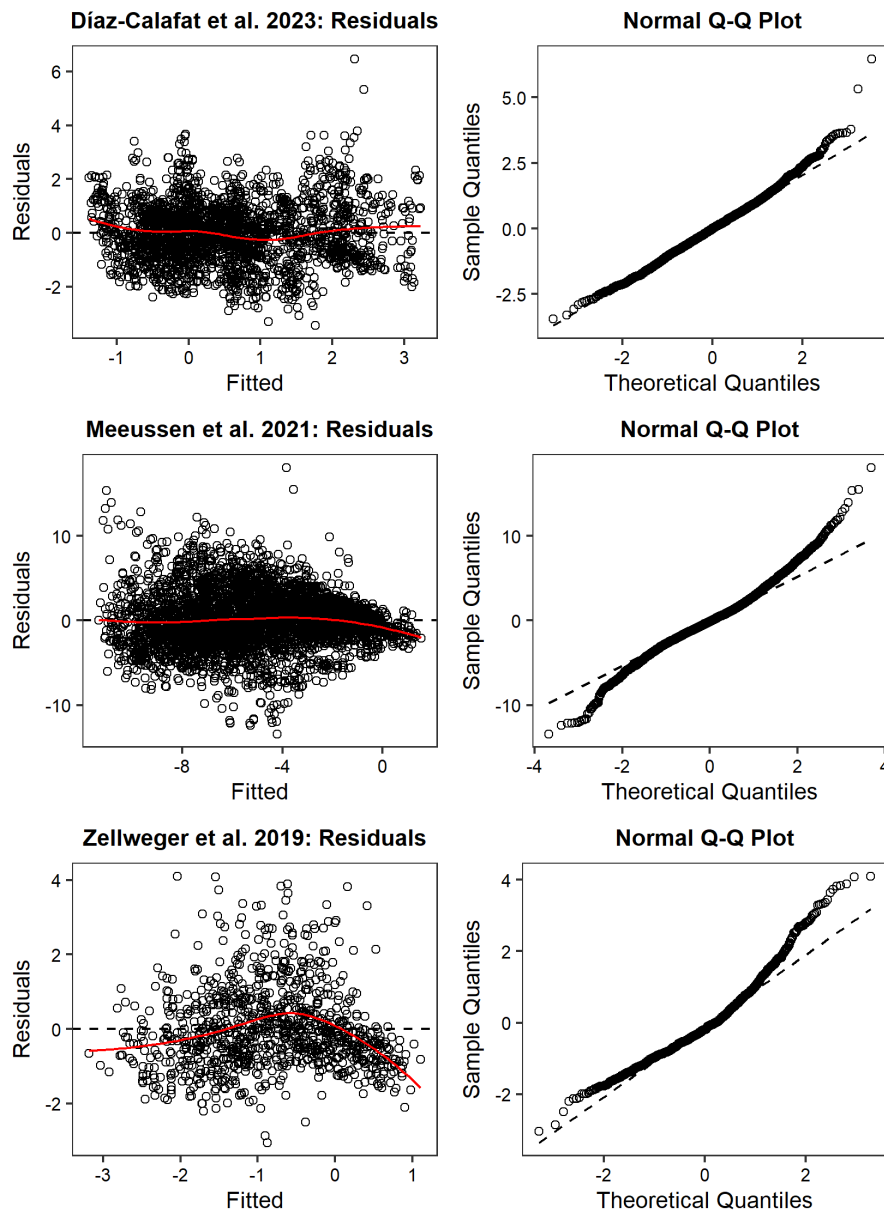 Díaz-Calafat et al. 2023: Residuals
Normal Q-Q Plot
Residuals
6
4
2
0
-2
-1
0
1
2
3
Fitted
Sample Quantiles
5.0
2.5
0.0
-2.5
-2
0
2
Theoretical Quantiles
Meeussen et al. 2021: Residuals
Normal Q-Q Plot
Residuals
10
0
-10
-8
-4
0
Fitted
Sample Quantiles
10
0
-10
-4
-2
0
2
4
Theoretical Quantiles
Zellweger et al. 2019: Residuals
Normal Q-Q Plot
Residuals
4
2
0
-2
-3
-2
-1
0
1
Fitted
Sample Quantiles
4
2
0
-2
-2
0
2
Theoretical Quantiles